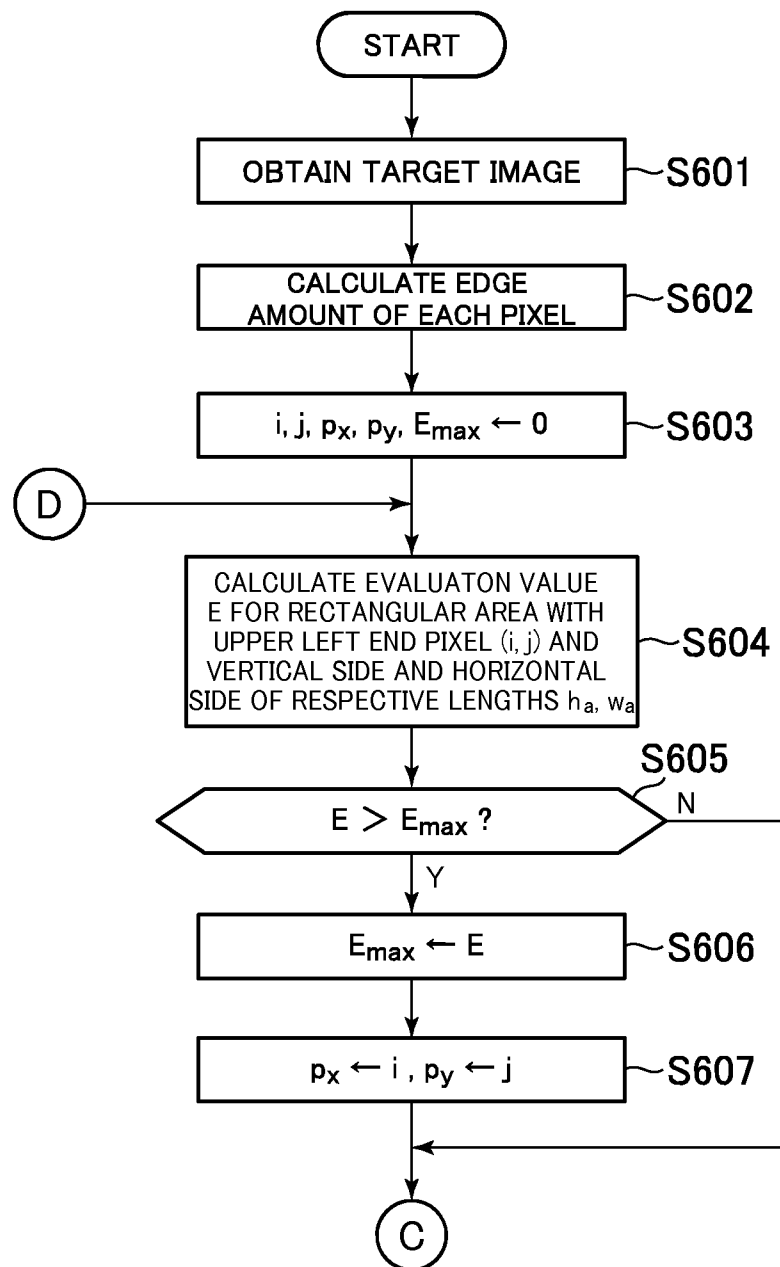 START
OBTAIN TARGET IMAGE
S601
CALCULATE EDGE
AMOUNT OF EACH PIXEL
S602
i, j, px, py, Emax ← 0
S603
D
CALCULATE EVALUATON VALUE
E FOR RECTANGULAR AREA WITH
UPPER LEFT END PIXEL (i, j) AND
VERTICAL SIDE AND HORIZONTAL
SIDE OF RESPECTIVE LENGTHS ha, wa
S604
S605
E > Emax ?
N
Y
Emax ← E
S606
px ← i , py ← j
S607
C